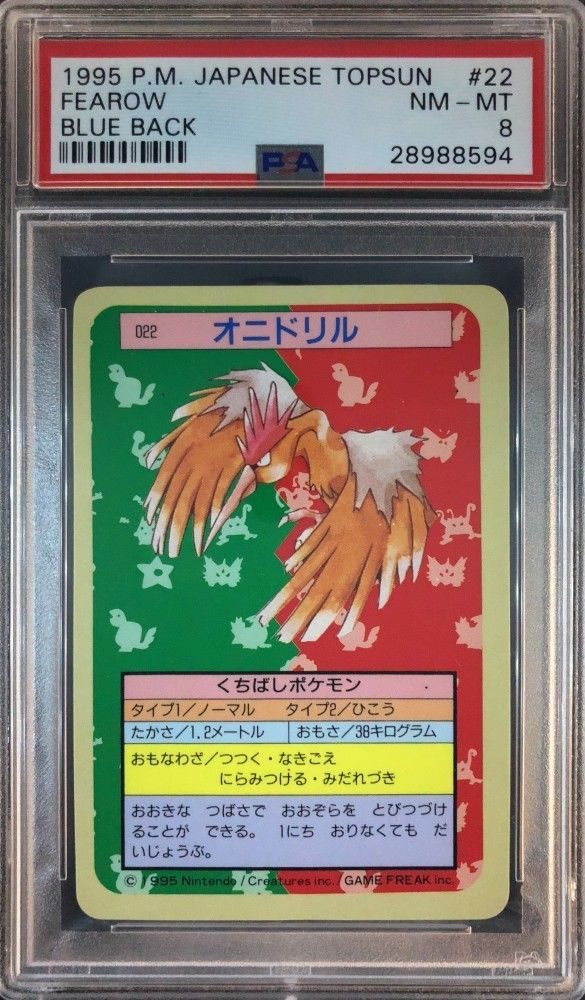 1995 P.M. JAPANESE TOPSUN #22
FEAROW NM - MT
BLUE BACK 8
PSA 28988594
022 オニドリル
くちばしポケモン
タイプ1/ノーマル タイプ2/ひこう
たかさ/1.2メートル おもさ/38キログラム
おもなわざ/つつく・なきごえ
にらみつける・みだれづき
おおきな つばさで おおぞらを とびつづけ
ることが できる。 1にち おりなくても だ
いじょうぶ。
© 1995 Nintendo/Creatures inc./GAME FREAK inc.